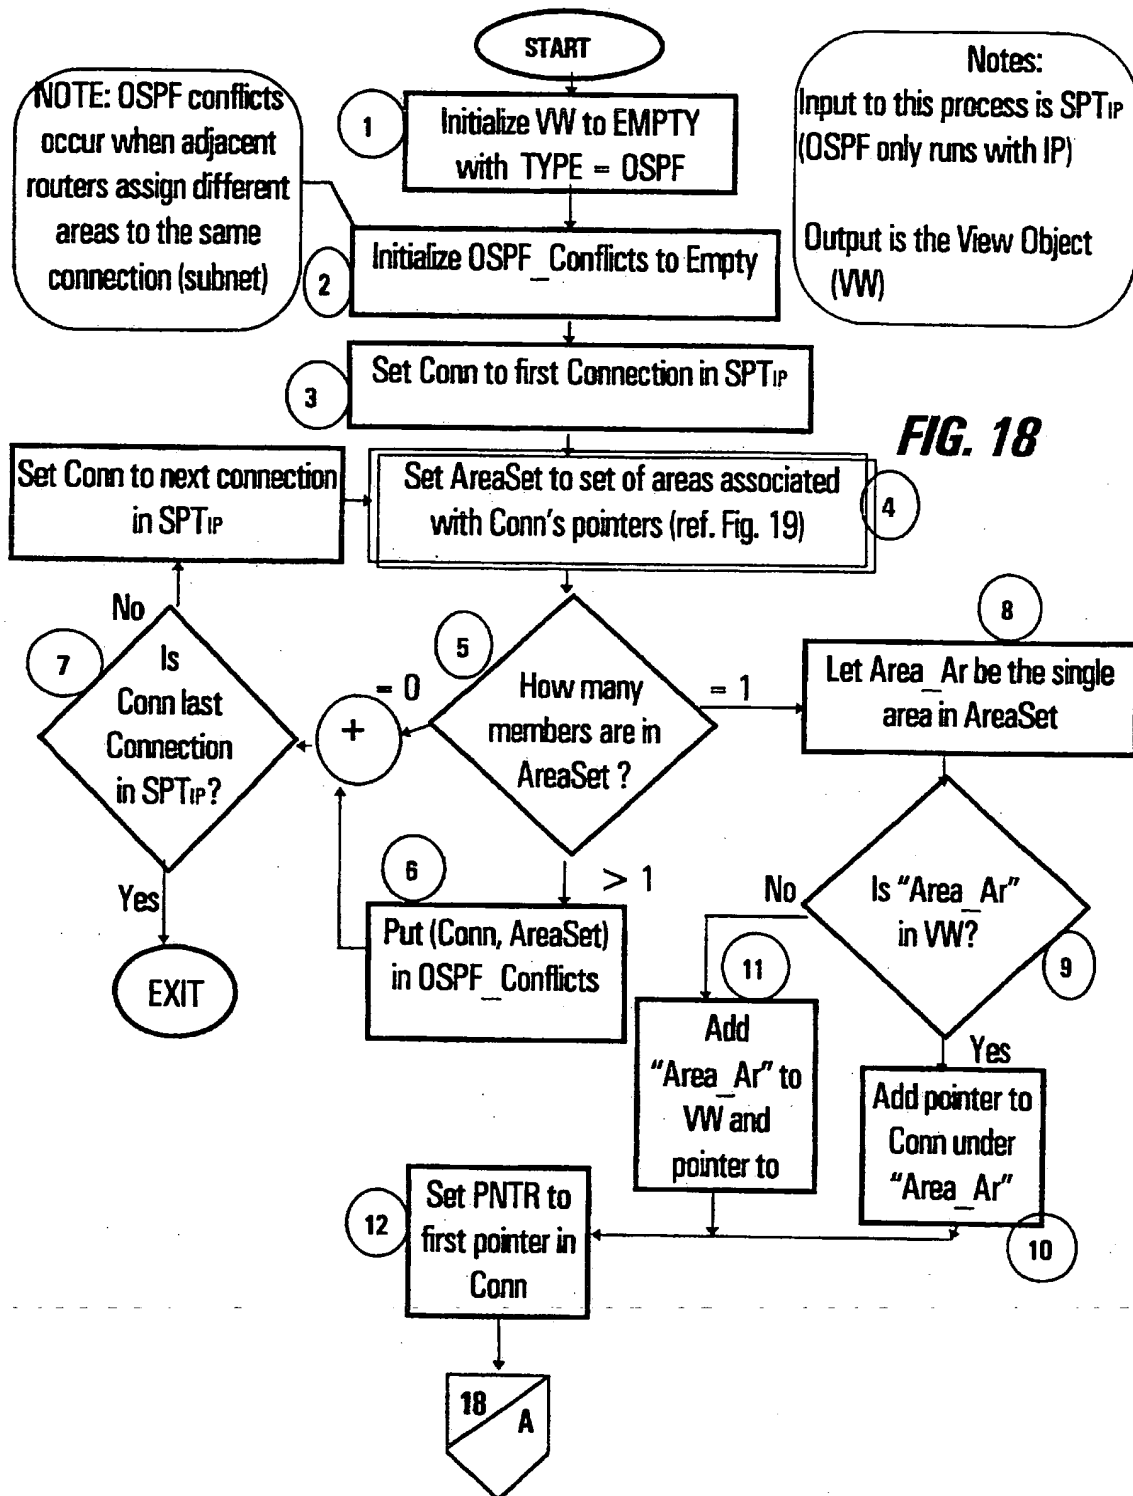 START
NOTE: OSPF conflicts
occur when adjacent
routers assign different
areas to the same
connection (subnet)
1
Initialize VW to EMPTY
with TYPE = OSPF
Notes:
Input to this process is SPTIP
(OSPF only runs with IP)
Output is the View Object
(VW)
2
Initialize OSPF_Conflicts to Empty
3
Set Conn to first Connection in SPTIP
FIG. 18
Set Conn to next connection
in SPTIP
Set AreaSet to set of areas associated
with Conn's pointers (ref. Fig. 19)
4
No
7
Is
Conn last
Connection
in SPTIP?
Yes
EXIT
+
= 0
5
How many
members are in
AreaSet ?
= 1
> 1
6
Put (Conn, AreaSet)
in OSPF_Conflicts
8
Let Area_Ar be the single
area in AreaSet
No
Is "Area_Ar"
in VW?
9
Yes
11
Add
"Area_Ar" to
VW and
pointer to
Add pointer to
Conn under
"Area_Ar"
10
12
Set PNTR to
first pointer in
Conn
18
A